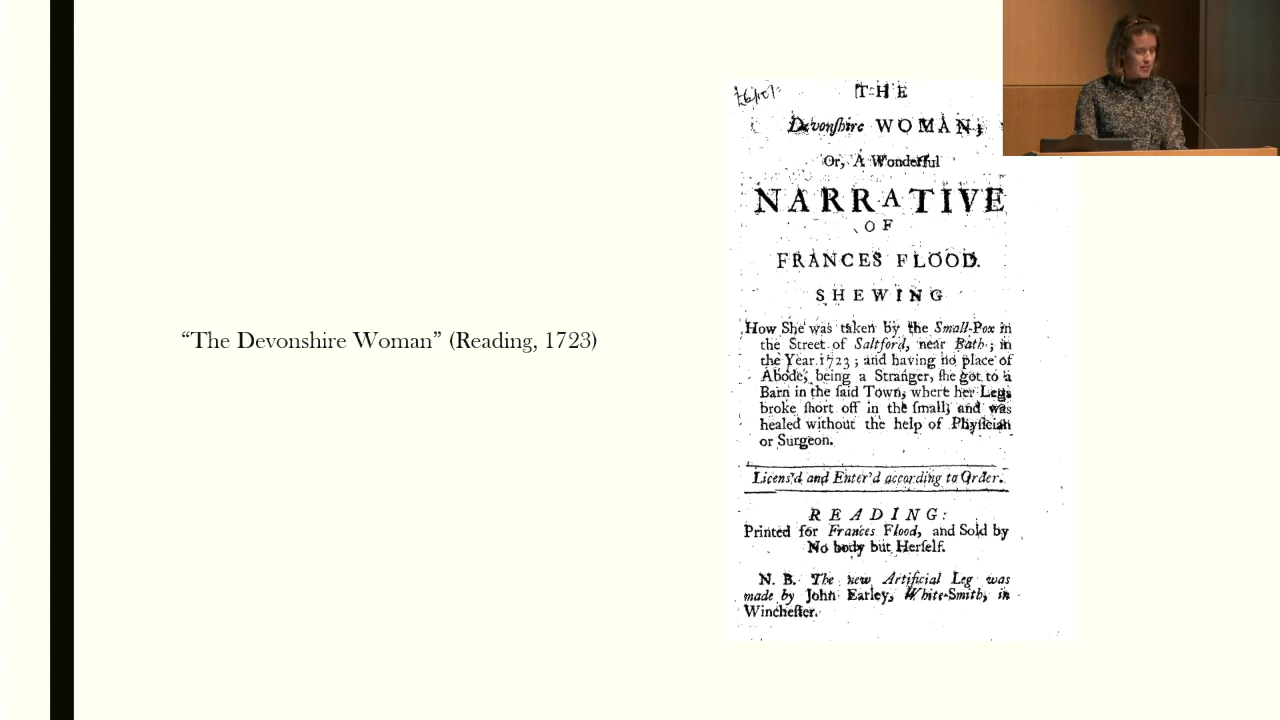 “The Devonshire Woman” (Reading, 1723)
THE
Devonſhire WOMAN;
Or, A Wonderful
NARRATIVE
OF
FRANCES FLOOD.
SHEWING
How She was taken by the Small-Pox in
the Street of Saltford, near Bath; in
the Year 1723; and having no place of
Abode, being a Stranger, ſhe got to a
Barn in the ſaid Town, where her Legs
broke ſhort off in the ſmall; and was
healed without the help of Phyſician
or Surgeon.
Licens'd and Enter'd according to Order.
READING:
Printed for Frances Flood, and Sold by
No body but Herſelf.
N. B. The new Artificial Leg was
made by John Earley, White-Smith, in
Wincheſter.